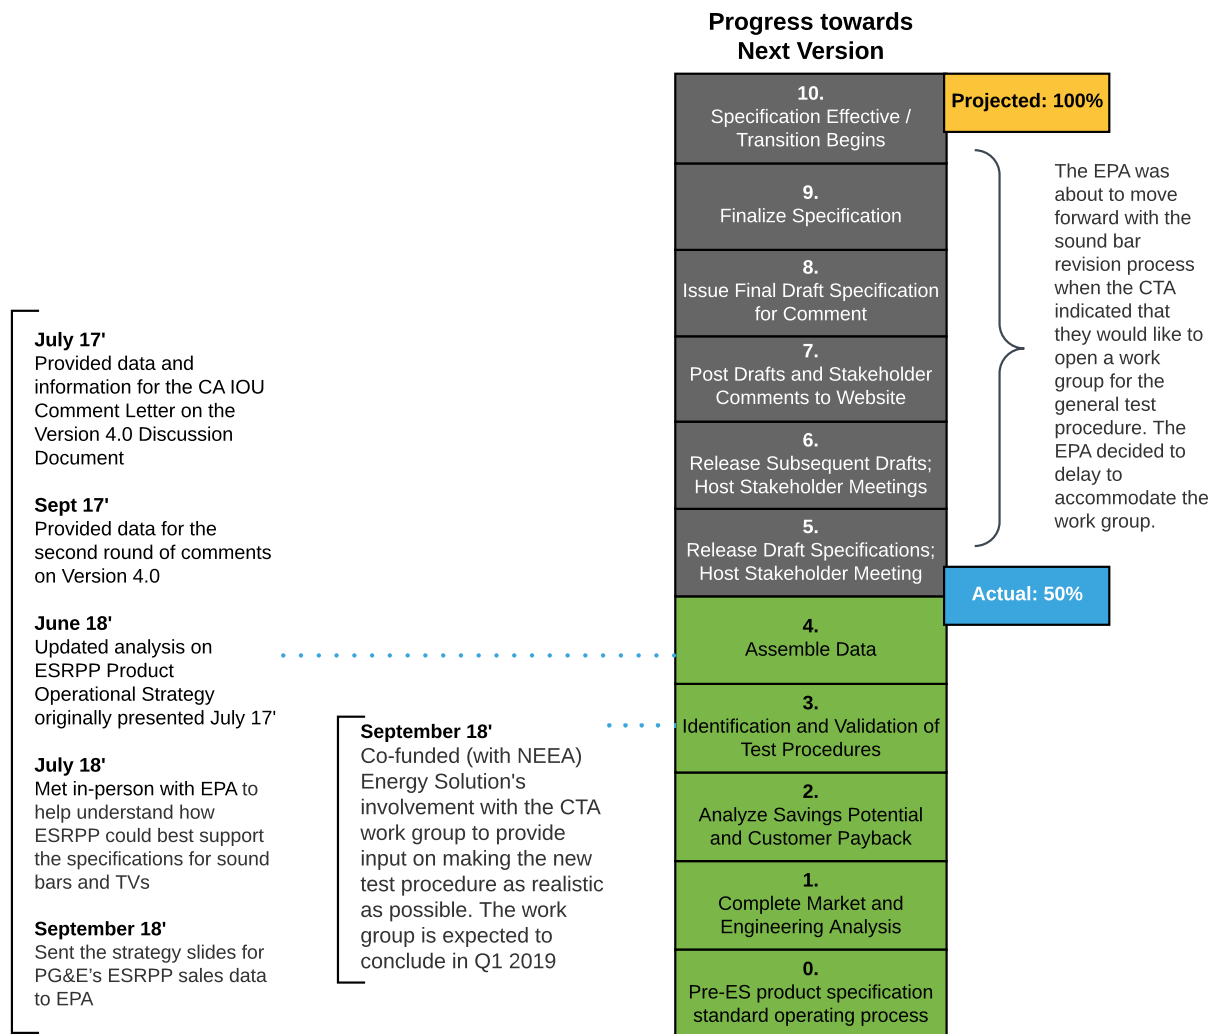 Progress towards
Next Version
10.
Specification Effective /
Transition Begins
Projected: 100%
9.
Finalize Specification
8.
Issue Final Draft Specification
for Comment
7.
Post Drafts and Stakeholder
Comments to Website
6.
Release Subsequent Drafts;
Host Stakeholder Meetings
5.
Release Draft Specifications;
Host Stakeholder Meeting
The EPA was
about to move
forward with the
sound bar
revision process
when the CTA
indicated that
they would like to
open a work
group for the
general test
procedure. The
EPA decided to
delay to
accommodate the
work group.
Actual: 50%
4.
Assemble Data
3.
Identification and Validation of
Test Procedures
2.
Analyze Savings Potential
and Customer Payback
1.
Complete Market and
Engineering Analysis
0.
Pre-ES product specification
standard operating process
July 17'
Provided data and
information for the CA IOU
Comment Letter on the
Version 4.0 Discussion
Document
Sept 17'
Provided data for the
second round of comments
on Version 4.0
June 18'
Updated analysis on
ESRPP Product
Operational Strategy
originally presented July 17'
July 18'
Met in-person with EPA to
help understand how
ESRPP could best support
the specifications for sound
bars and TVs
September 18'
Sent the strategy slides for
PG&E’s ESRPP sales data
to EPA
September 18'
Co-funded (with NEEA)
Energy Solution's
involvement with the CTA
work group to provide
input on making the new
test procedure as realistic
as possible. The work
group is expected to
conclude in Q1 2019